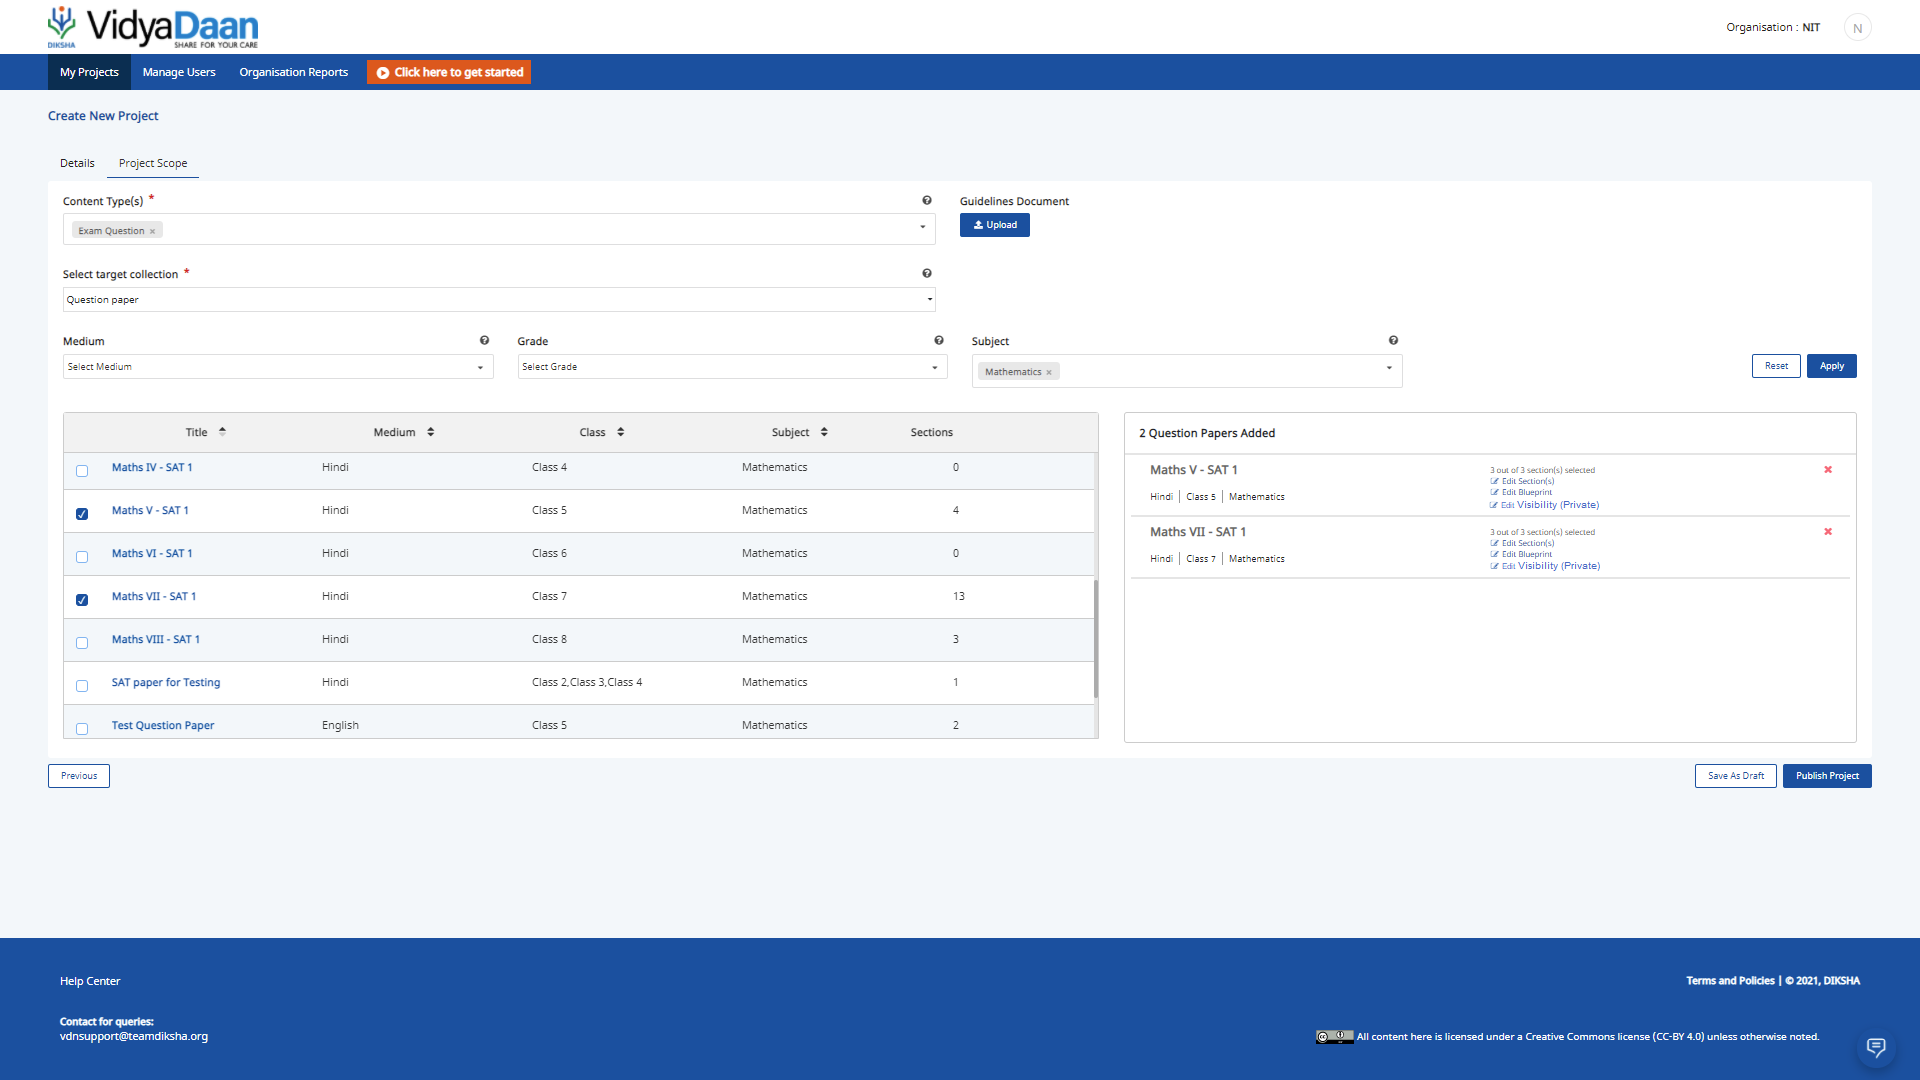 DIKSHA
VidyaDaan
SHARE FOR YOUR CARE
Organisation : NIT
N
My Projects
Manage Users
Organisation Reports
Click here to get started
Create New Project
Details
Project Scope
Content Type(s) *
Exam Question ×
Guidelines Document
Upload
Select target collection *
Question paper
Medium
Select Medium
Grade
Select Grade
Subject
Mathematics ×
Reset
Apply
Title Medium Class Subject Sections
Maths IV - SAT 1 Hindi Class 4 Mathematics 0
Maths V - SAT 1 Hindi Class 5 Mathematics 4
Maths VI - SAT 1 Hindi Class 6 Mathematics 0
Maths VII - SAT 1 Hindi Class 7 Mathematics 13
Maths VIII - SAT 1 Hindi Class 8 Mathematics 3
SAT paper for Testing Hindi Class 2,Class 3,Class 4 Mathematics 1
Test Question Paper English Class 5 Mathematics 2
2 Question Papers Added
Maths V - SAT 1
Hindi | Class 5 | Mathematics
3 out of 3 section(s) selected
Edit Section(s)
Edit Blueprint
Edit Visibility (Private)
Maths VII - SAT 1
Hindi | Class 7 | Mathematics
3 out of 3 section(s) selected
Edit Section(s)
Edit Blueprint
Edit Visibility (Private)
Previous
Save As Draft
Publish Project
Help Center
Terms and Policies | © 2021, DIKSHA
Contact for queries:
vdnsupport@teamdiksha.org
All content here is licensed under a Creative Commons license (CC-BY 4.0) unless otherwise noted.